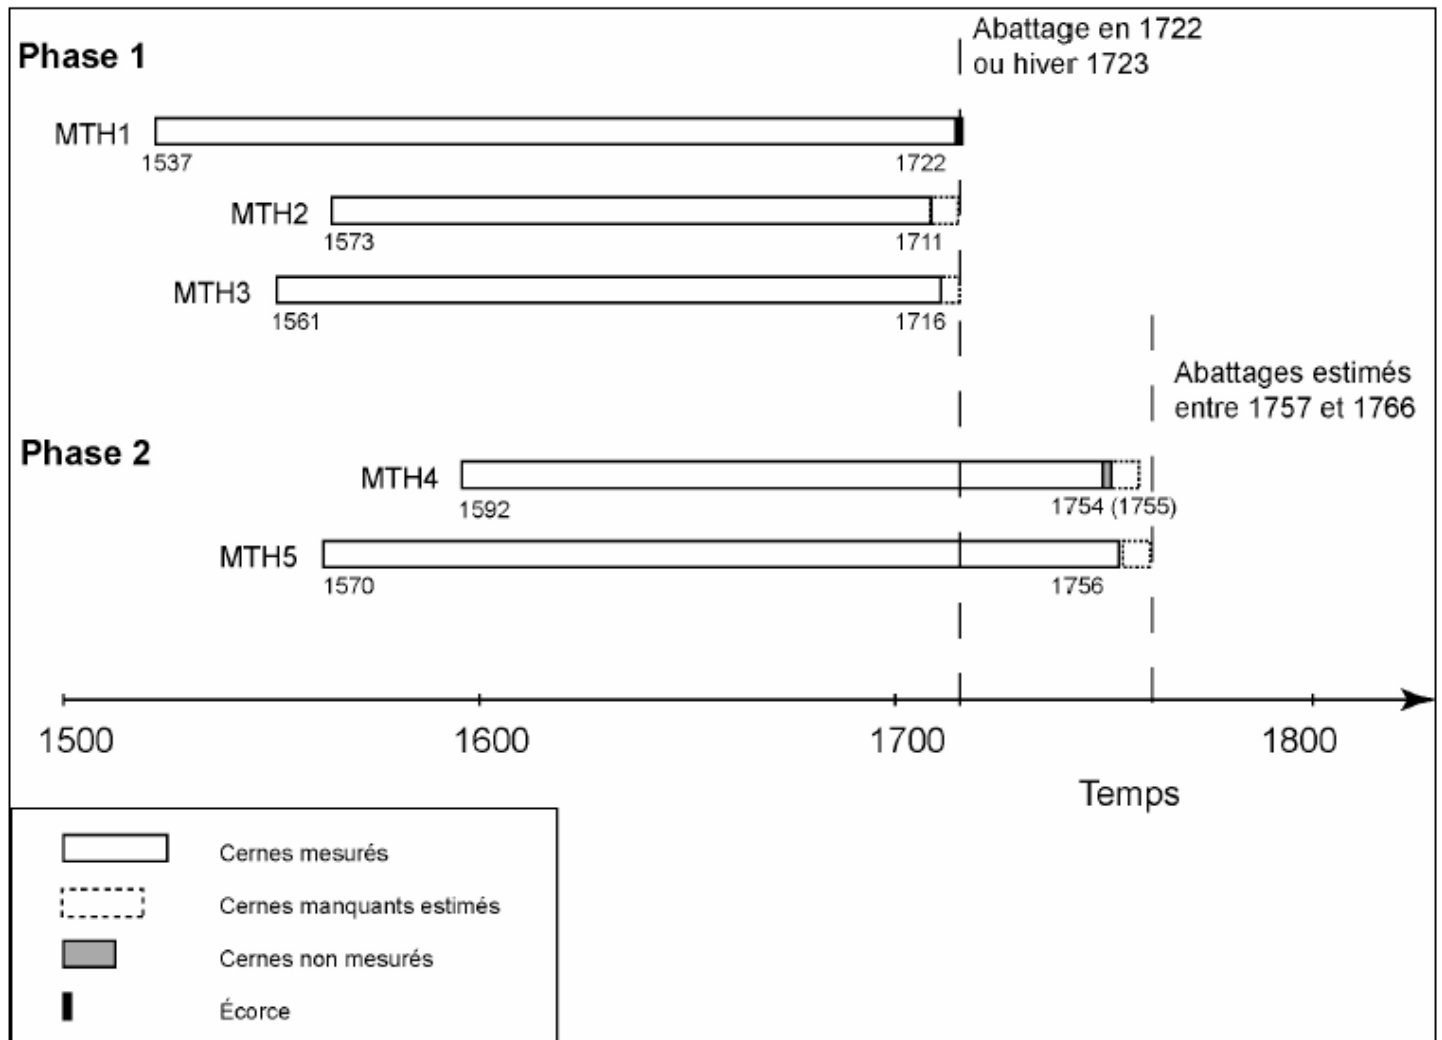 Abattage en 1722
ou hiver 1723
Phase 1
MTH1
1537 1722
MTH2
1573 1711
MTH3
1561 1716
Abattages estimés
entre 1757 et 1766
Phase 2
MTH4
1592 1754 (1755)
MTH5
1570 1756
1500 1600 1700 1800
Temps
Cernes mesurés
Cernes manquants estimés
Cernes non mesurés
Écorce